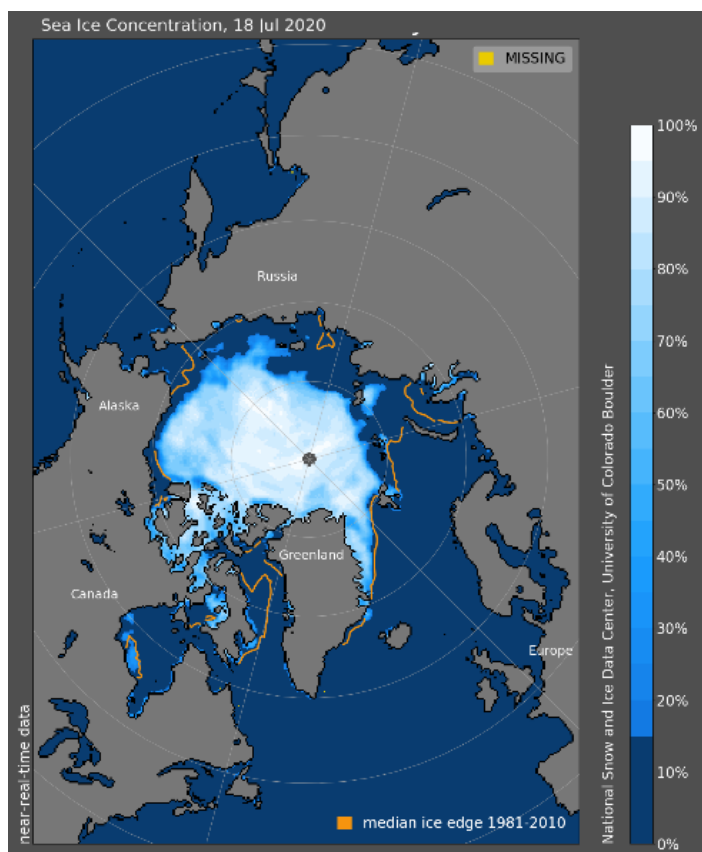 Sea Ice Concentration, 18 Jul 2020
MISSING
100%
90%
80%
70%
60%
50%
40%
30%
20%
10%
0%
Russia
Alaska
Greenland
Canada
Europe
near-real-time data
National Snow and Ice Data Center, University of Colorado Boulder
median ice edge 1981-2010